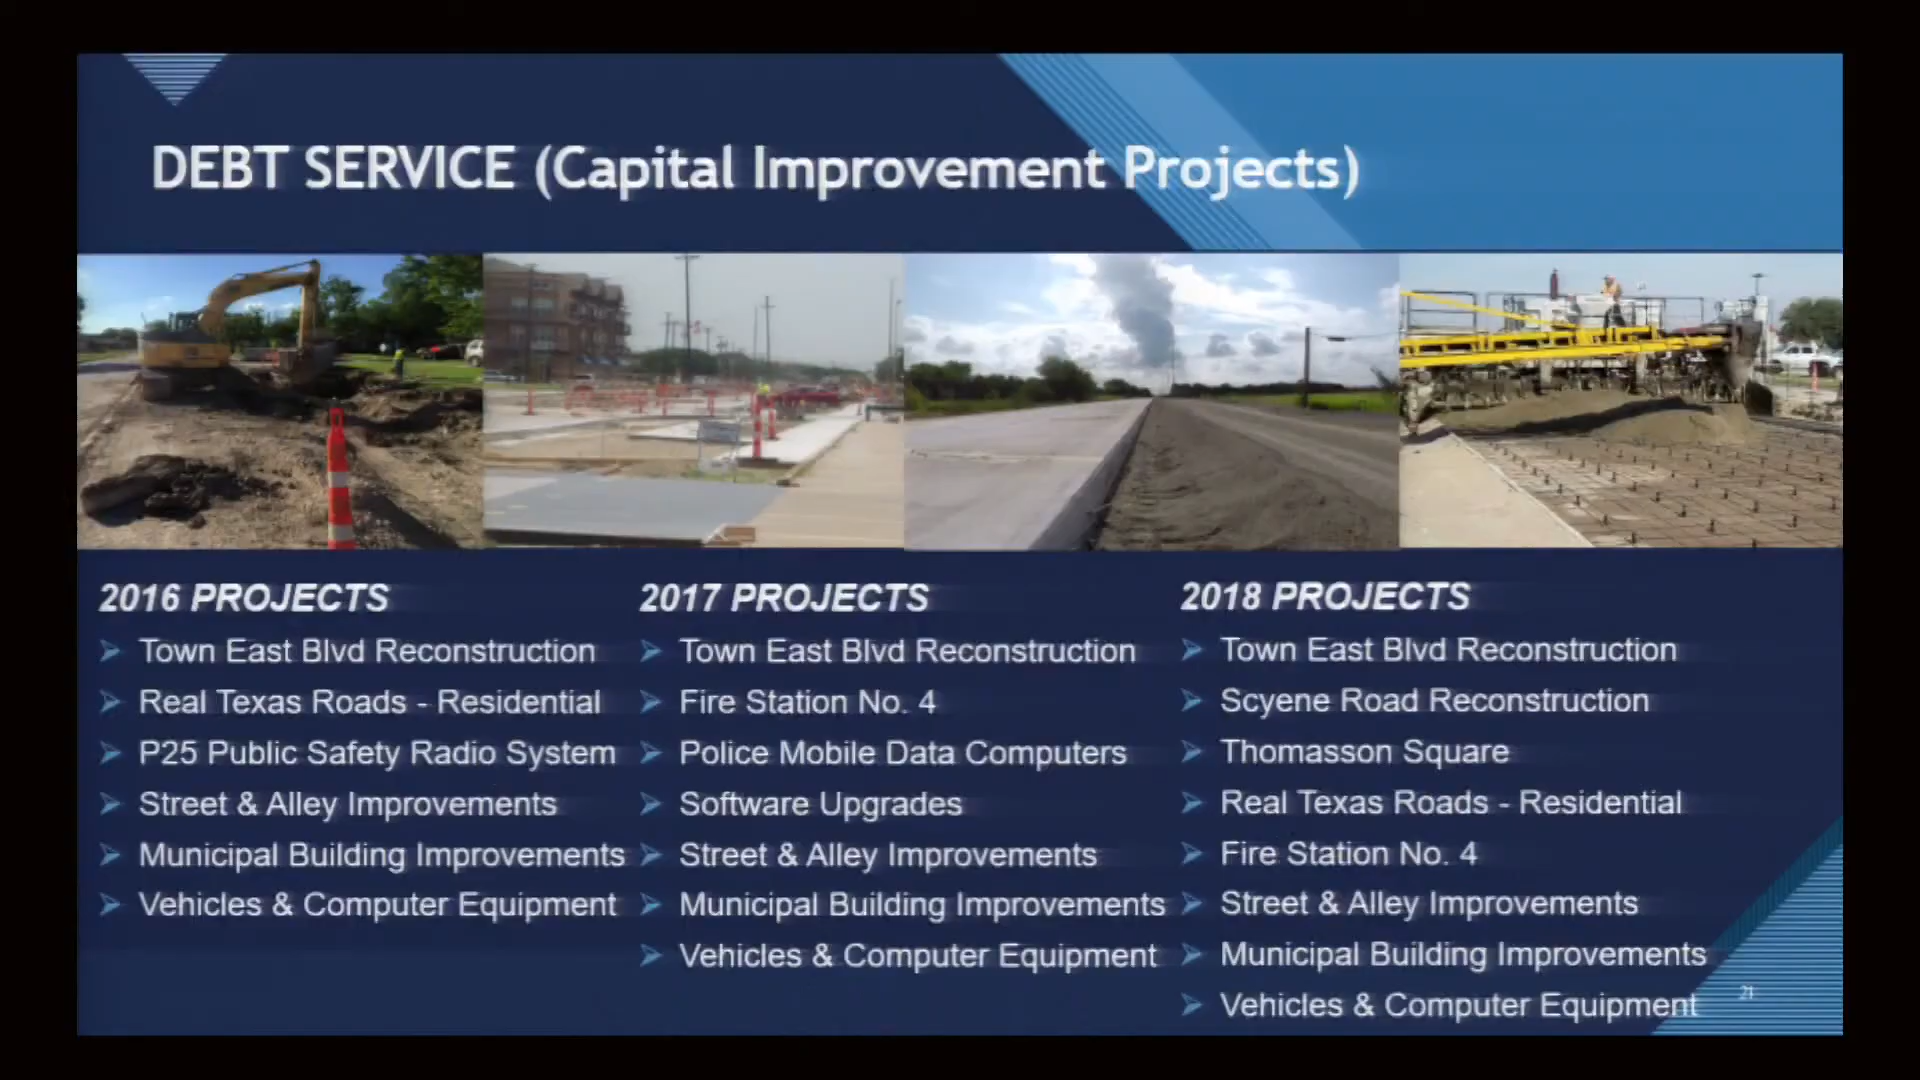 DEBT SERVICE (Capital Improvement Projects)
2016 PROJECTS
Town East Blvd Reconstruction
Real Texas Roads - Residential
P25 Public Safety Radio System
Street & Alley Improvements
Municipal Building Improvements
Vehicles & Computer Equipment
2017 PROJECTS
Town East Blvd Reconstruction
Fire Station No. 4
Police Mobile Data Computers
Software Upgrades
Street & Alley Improvements
Municipal Building Improvements
Vehicles & Computer Equipment
2018 PROJECTS
Town East Blvd Reconstruction
Scyene Road Reconstruction
Thomasson Square
Real Texas Roads - Residential
Fire Station No. 4
Street & Alley Improvements
Municipal Building Improvements
Vehicles & Computer Equipment
21